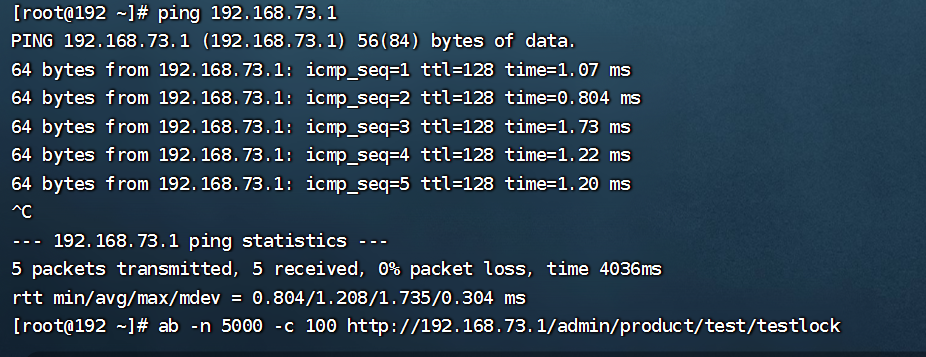 [root@192 ~]# ping 192.168.73.1
PING 192.168.73.1 (192.168.73.1) 56(84) bytes of data.
64 bytes from 192.168.73.1: icmp_seq=1 ttl=128 time=1.07 ms
64 bytes from 192.168.73.1: icmp_seq=2 ttl=128 time=0.804 ms
64 bytes from 192.168.73.1: icmp_seq=3 ttl=128 time=1.73 ms
64 bytes from 192.168.73.1: icmp_seq=4 ttl=128 time=1.22 ms
64 bytes from 192.168.73.1: icmp_seq=5 ttl=128 time=1.20 ms
^C
--- 192.168.73.1 ping statistics ---
5 packets transmitted, 5 received, 0% packet loss, time 4036ms
rtt min/avg/max/mdev = 0.804/1.208/1.735/0.304 ms
[root@192 ~]# ab -n 5000 -c 100 http://192.168.73.1/admin/product/test/testlock